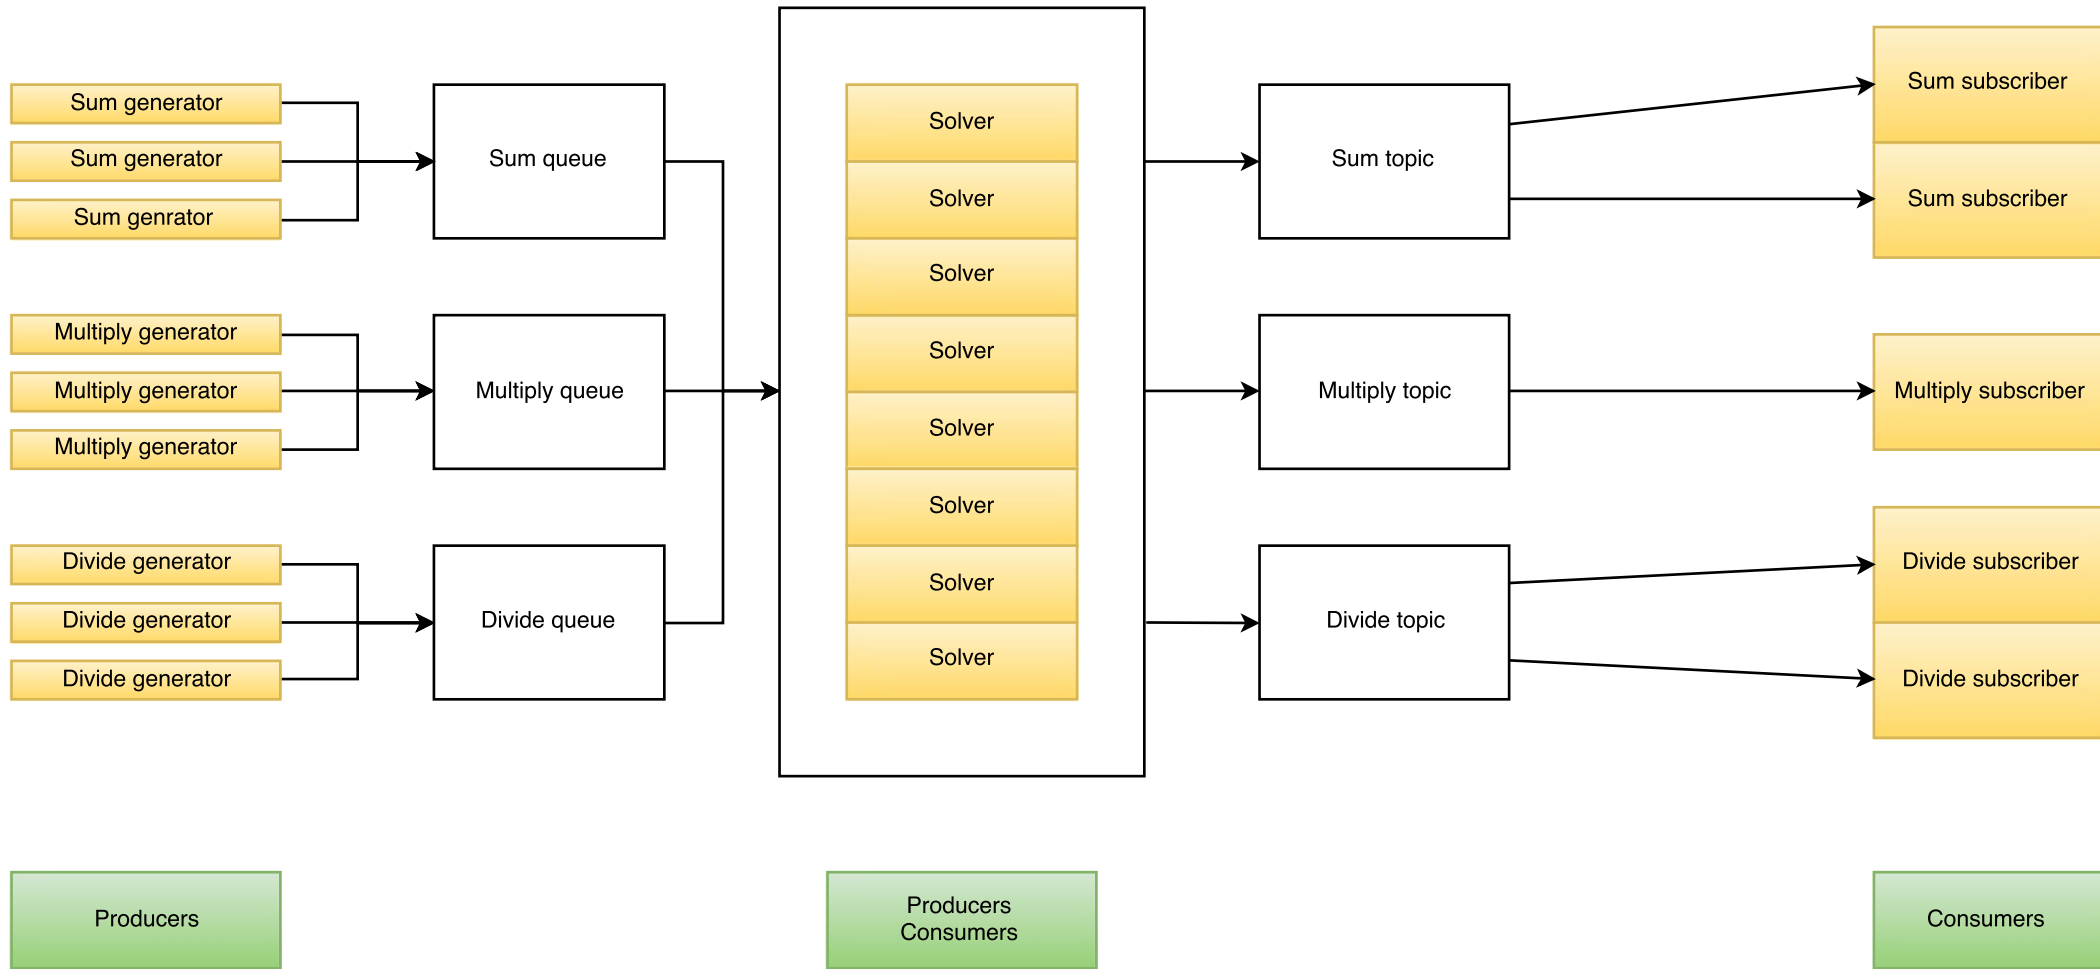 Sum generator
Sum generator
Sum genrator
Multiply generator
Multiply generator
Multiply generator
Divide generator
Divide generator
Divide generator
Sum queue
Multiply queue
Divide queue
Solver
Solver
Solver
Solver
Solver
Solver
Solver
Solver
Sum topic
Multiply topic
Divide topic
Sum subscriber
Sum subscriber
Multiply subscriber
Divide subscriber
Divide subscriber
Producers
Producers
Consumers
Consumers